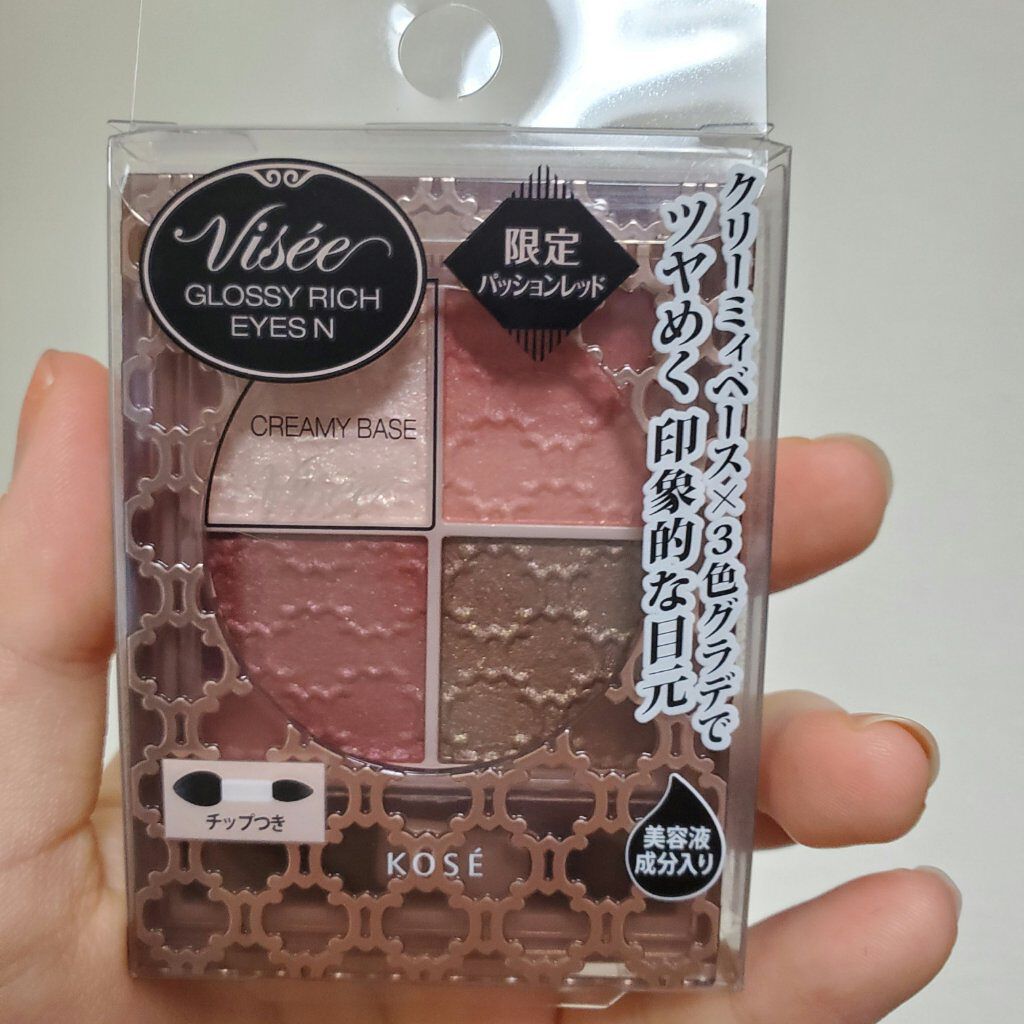 Visée
GLOSSY RICH
EYES N
限定
パッションレッド
クリーミィベース×3色グラデで
ツヤめく印象的な目元
CREAMY BASE
Visée
チップつき
KOSÉ
美容液
成分入り